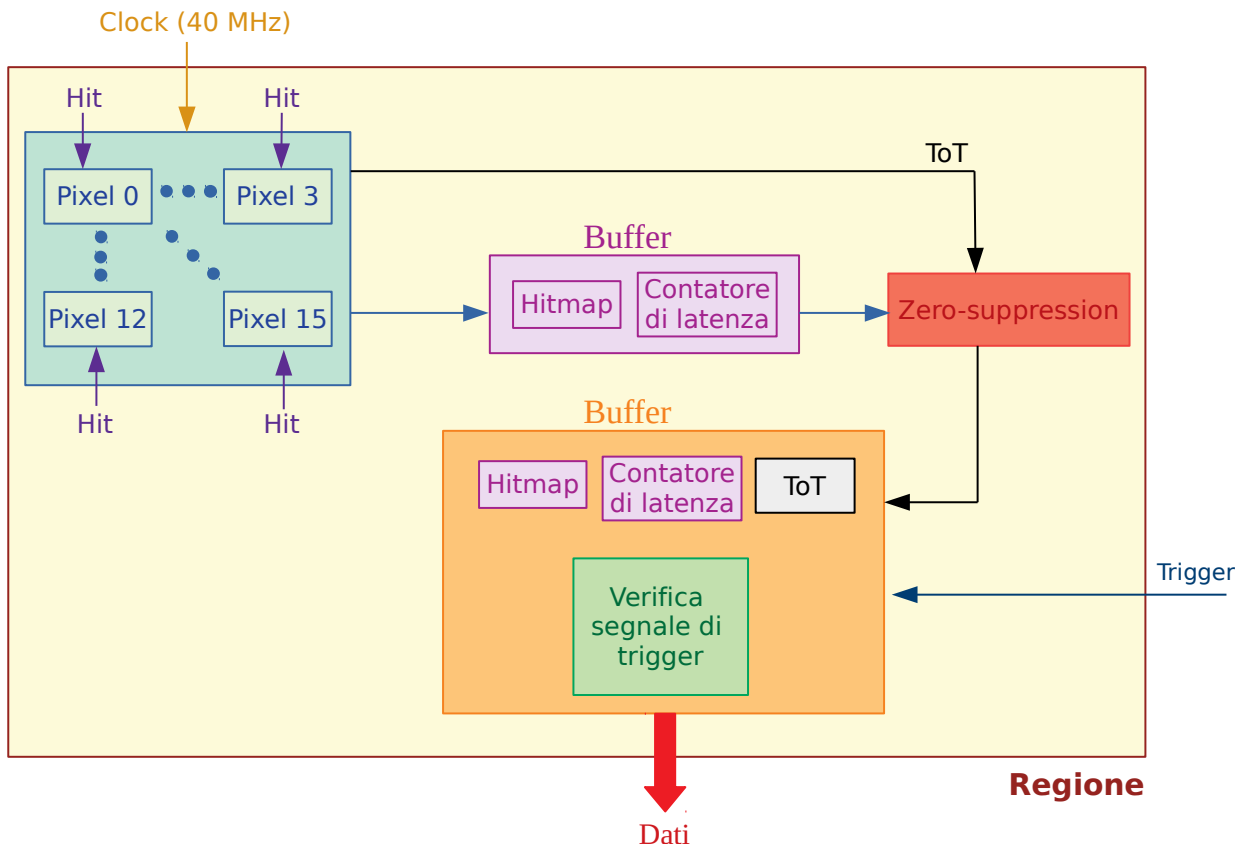 Clock (40 MHz)
Hit
Hit
Pixel 0
Pixel 3
Pixel 12
Pixel 15
Hit
Hit
ToT
Buffer
Hitmap
Contatore
di latenza
Zero-suppression
Buffer
Hitmap
Contatore
di latenza
ToT
Verifica
segnale di
trigger
Trigger
Regione
Dati